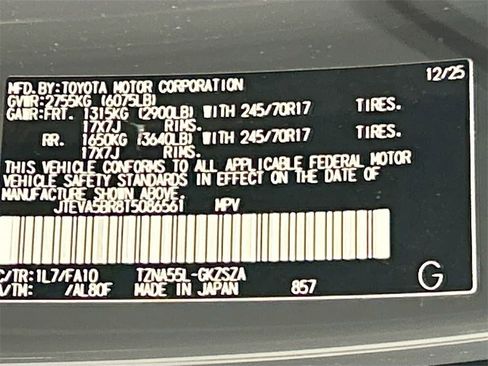 MFD.BY:TOYOTA MOTOR CORPORATION 12/25
GVWR:2755KG (6075LB)
GAWR:FRT. 1315KG (2900LB) WITH 245/70R17 TIRES.
17X7J RIMS.
RR. 1650KG (3640LB) WITH 245/70R17 TIRES.
17X7J RIMS.
THIS VEHICLE CONFORMS TO ALL APPLICABLE FEDERAL MOTOR
VEHICLE SAFETY STANDARDS IN EFFECT ON THE DATE OF
MANUFACTURE SHOWN ABOVE.
JTEVA5BR8T5086561 MPV
C/TR:1L7/FA10 TZNA55L-GKZSZA
A/TM: /AL80F MADE IN JAPAN 857 G